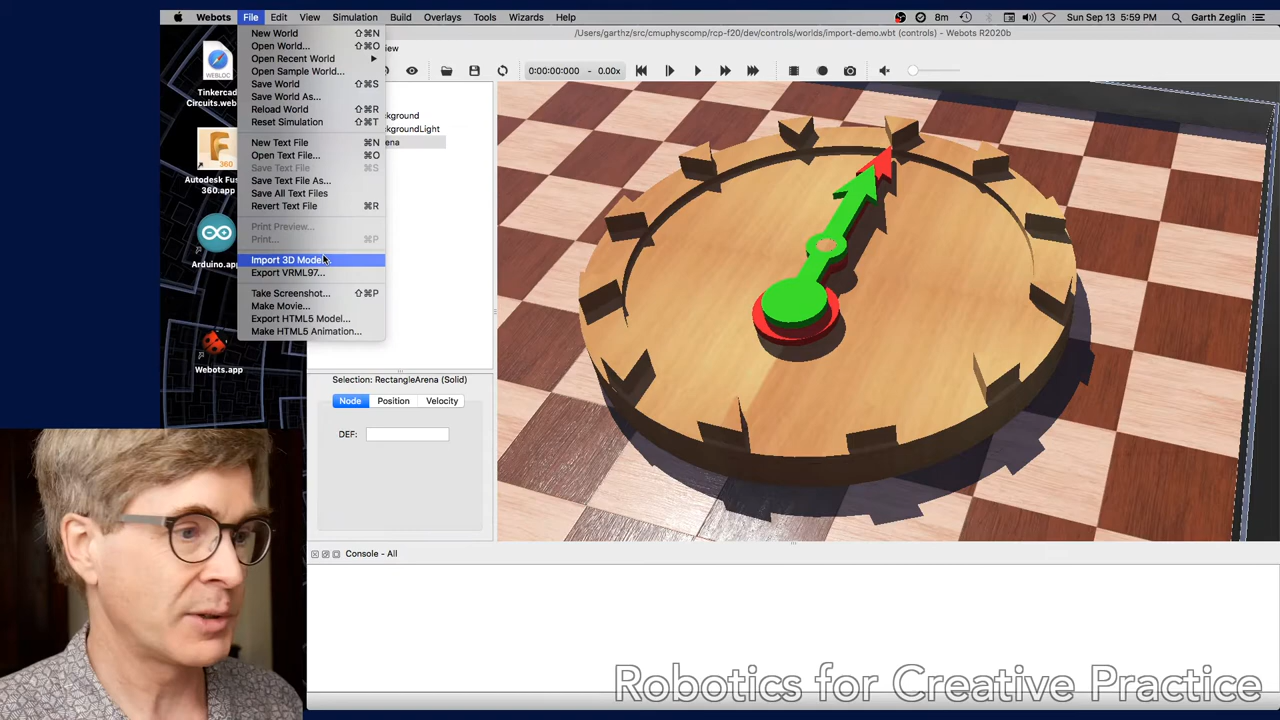 Webots File Edit View Simulation Build Overlays Tools Wizards Help 8m Sun Sep 13 5:59 PM Garth Zeglin
/Users/garthz/src/cmuphyscomp/rcp-f20/dev/controls/worlds/import-demo.wbt (controls) - Webots R2020b
New World ⇧⌘N
Open World... ⇧⌘O
Open Recent World
Open Sample World...
Save World ⇧⌘S
Save World As...
Reload World ⇧⌘R
Reset Simulation ⇧⌘T
New Text File ⌘N
Open Text File... ⌘O
Save Text File ⌘S
Save Text File As...
Save All Text Files
Revert Text File ⌘R
Print Preview...
Print... ⌘P
Import 3D Model...
Export VRML97...
Take Screenshot... ⇧⌘P
Make Movie...
Export HTML5 Model...
Make HTML5 Animation...
0:00:00:000 - 0.00x
WEBLOC
Tinkercad
Circuits.web
360
Autodesk Fus
360.app
Arduino.app
Webots.app
Selection: RectangleArena (Solid)
Node Position Velocity
DEF:
Console - All
Robotics for Creative Practice